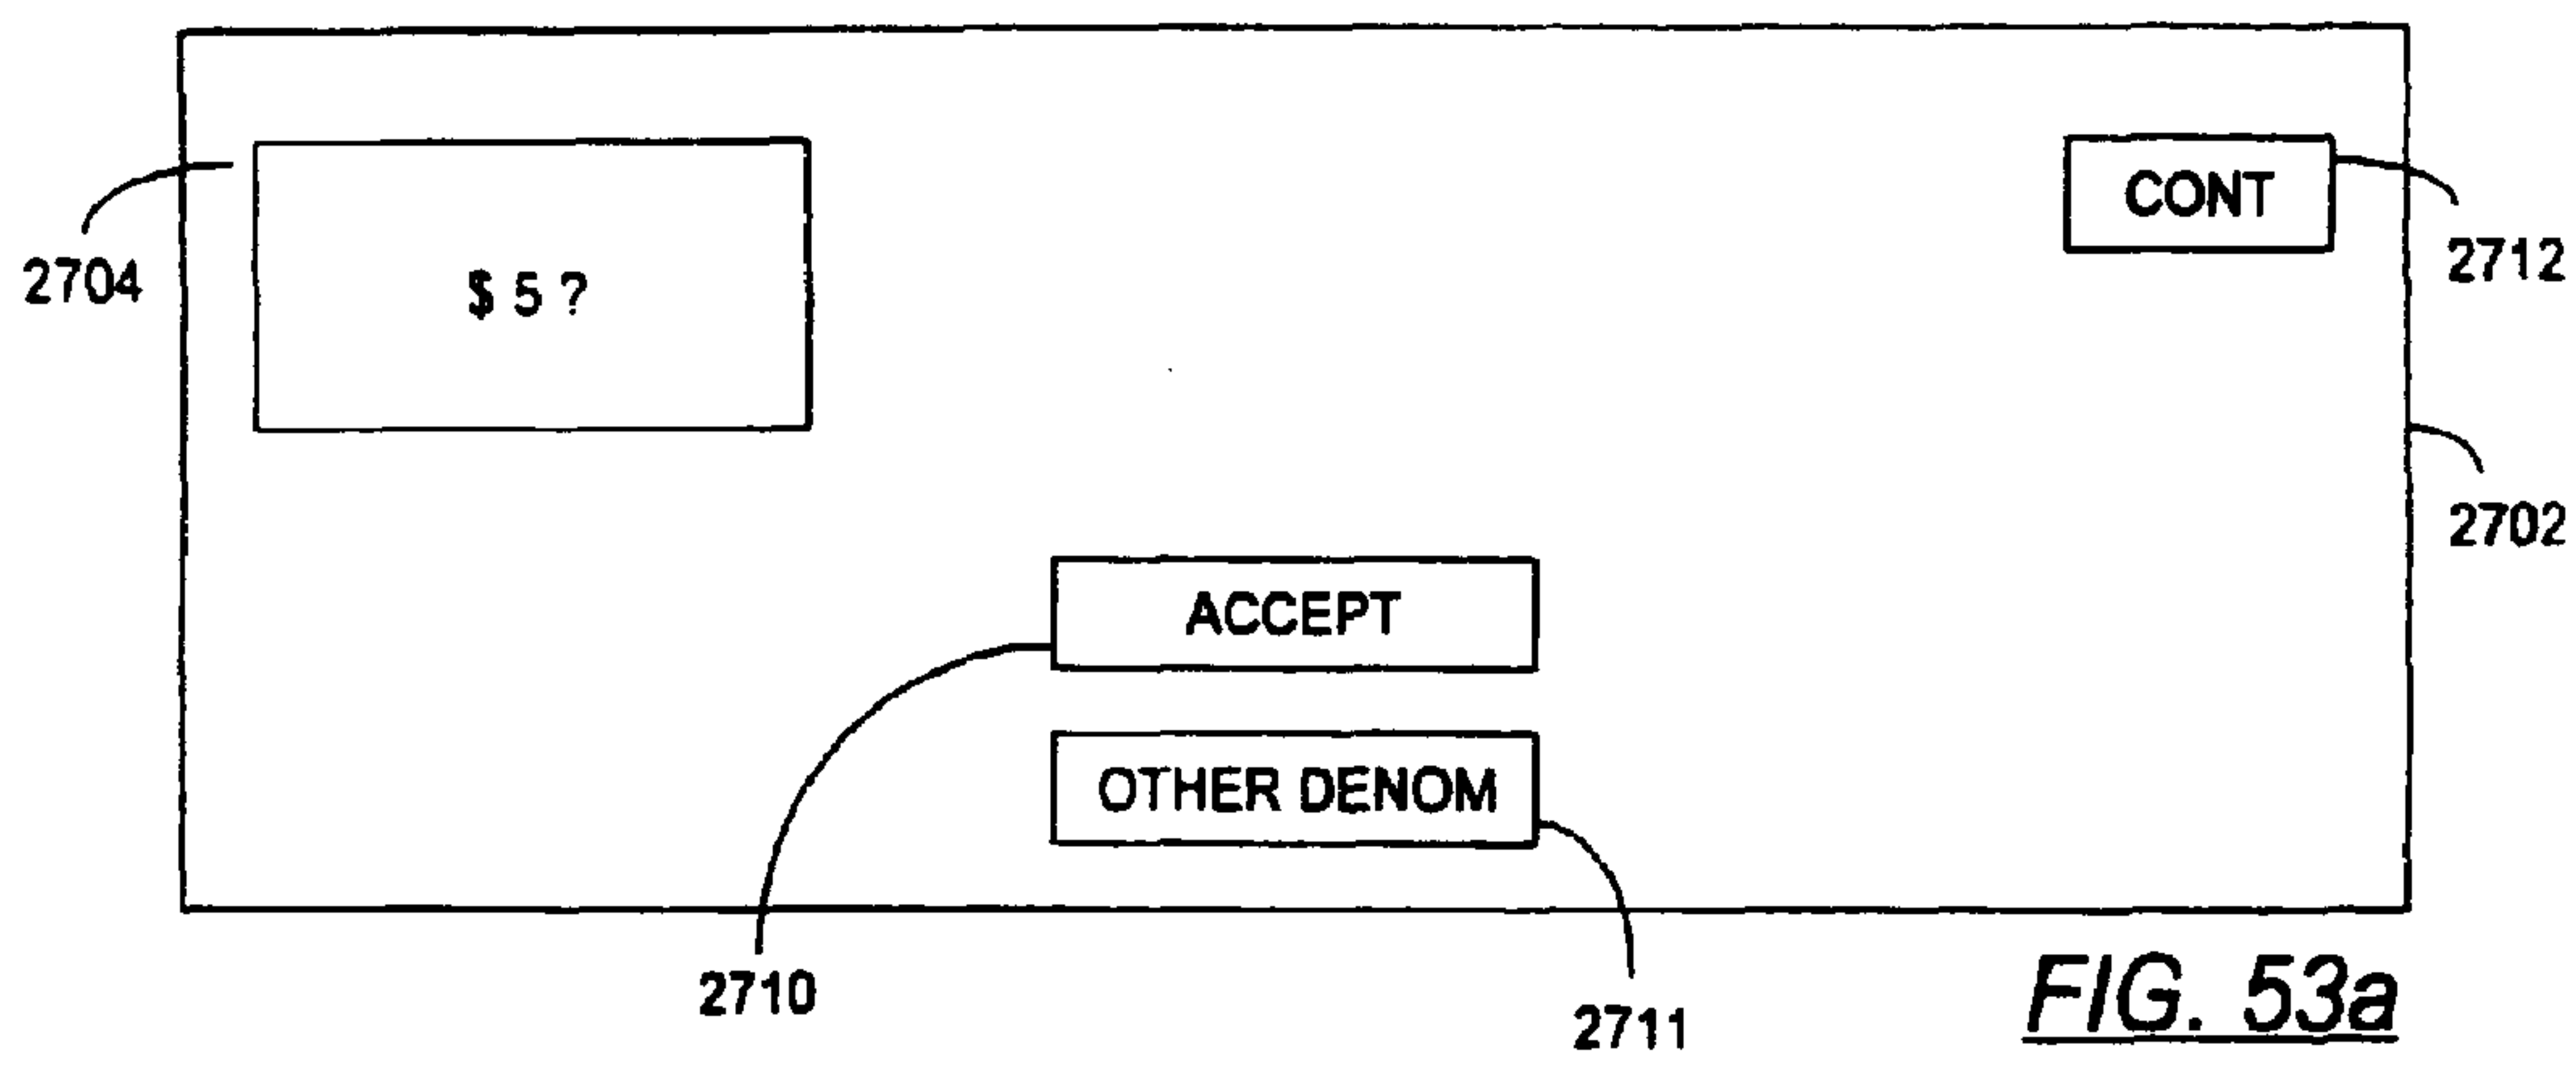 CONT
2704
$ 5 ?
2712
2702
ACCEPT
OTHER DENOM
2710
2711
FIG. 53a